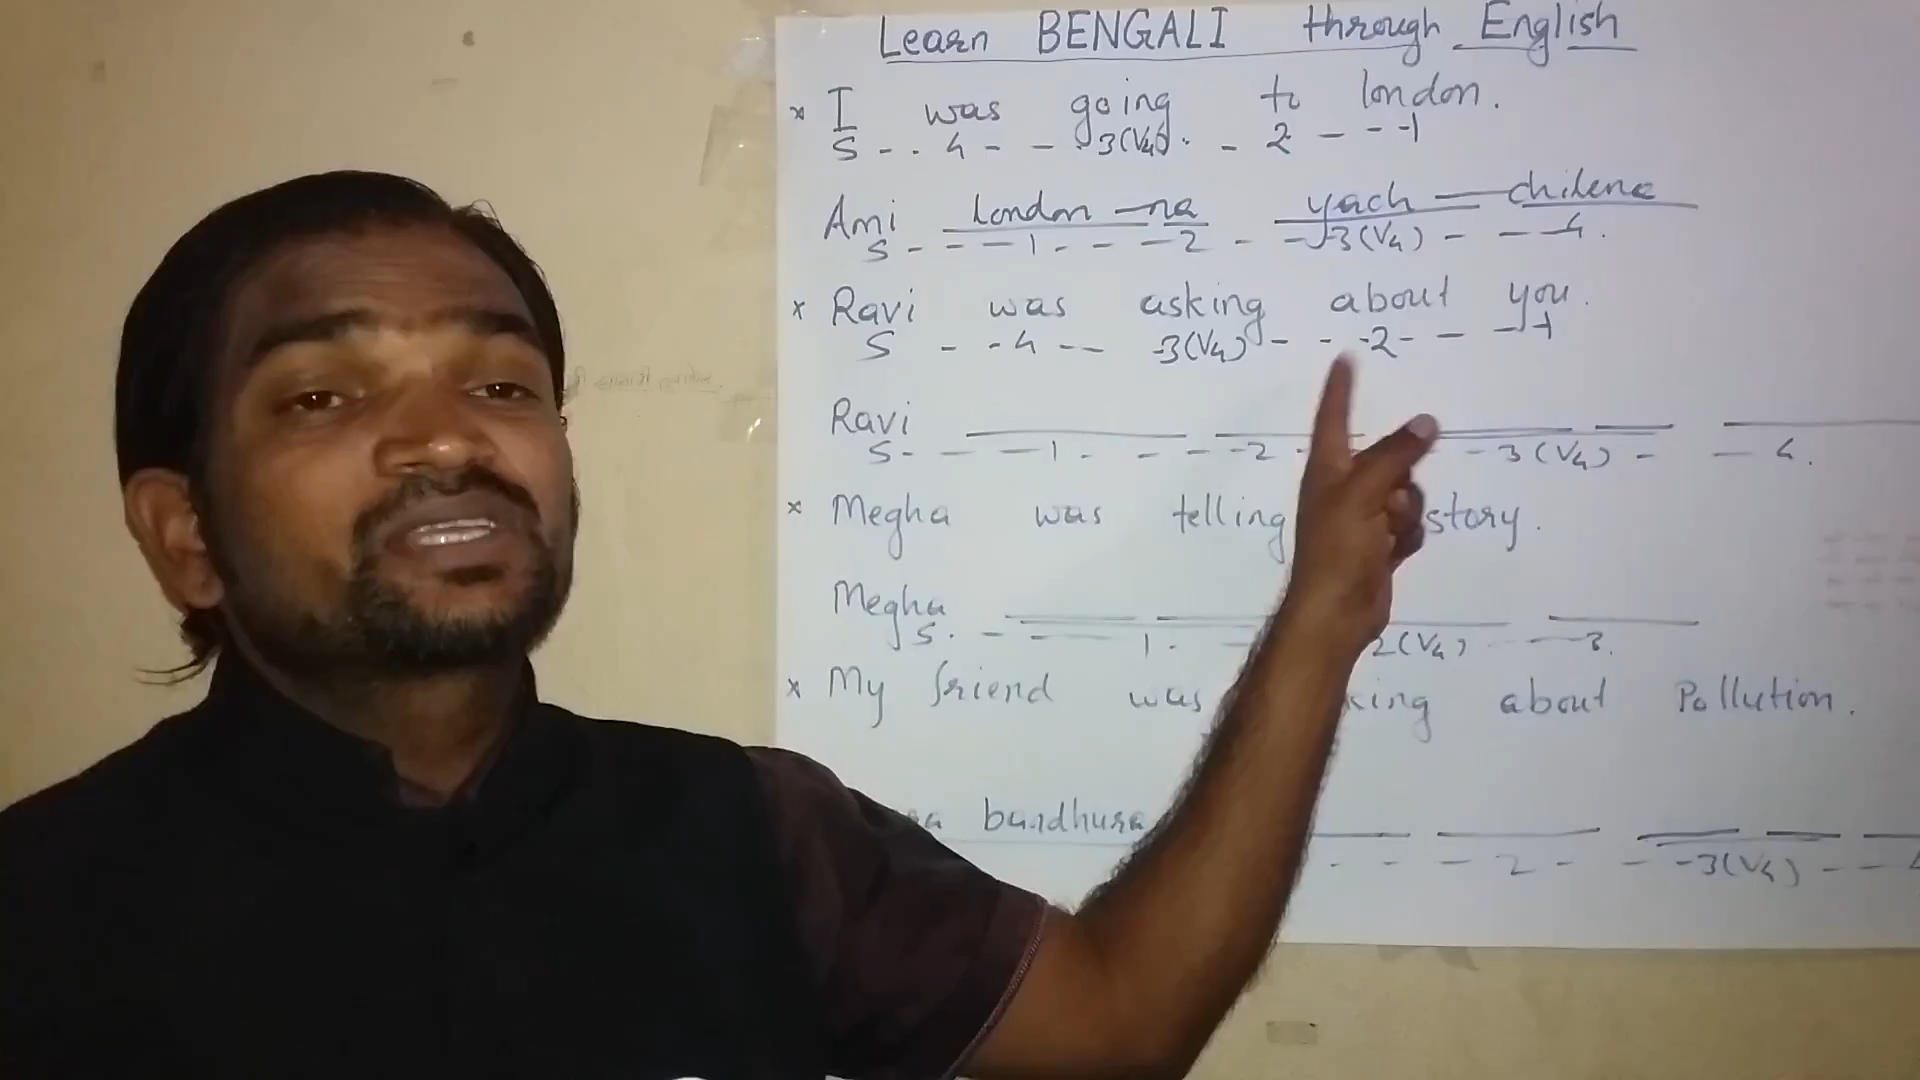 Learn BENGALI through English
* I was going to london.
S - - 4 - - 3(V4) - - 2 - - - 1
Ami london - na yach - chilena
S - - - 1 - - - 2 - - 3(V4) - - - 4.
* Ravi was asking about you.
S - - 4 - - -3(V4) - - -2 - - - 1
Ravi
S - - - 1 - - - - 2 - - 3(V4) - - 4.
* Megha was telling story.
Megha
S. - - 1 - - 2(V4) - - 3.
* My friend was king about Pollution.
bandhura
- - - 2 - - -3(V4) - -